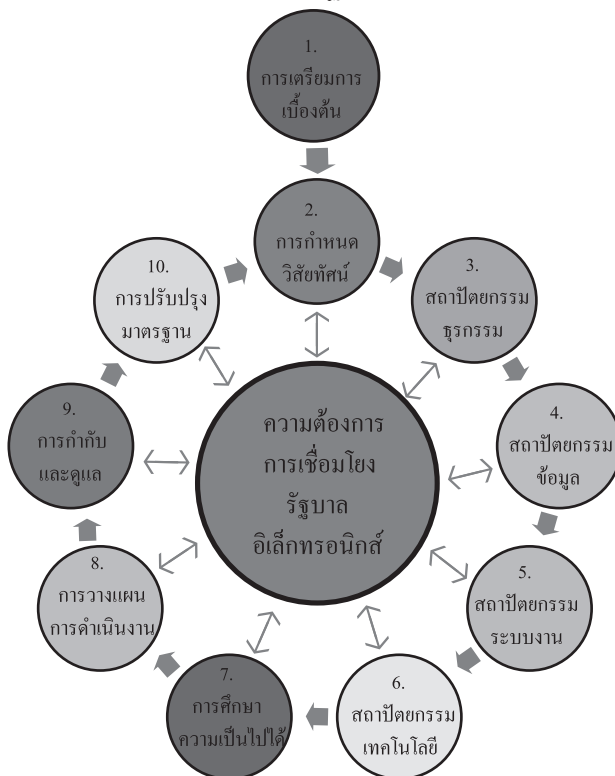 1.
การเตรียมการ
เบื้องต้น
2.
การกำหนด
วิสัยทัศน์
3.
สถาปัตยกรรม
ธุรกรรม
4.
สถาปัตยกรรม
ข้อมูล
5.
สถาปัตยกรรม
ระบบงาน
6.
สถาปัตยกรรม
เทคโนโลยี
7.
การศึกษา
ความเป็นไปได้
8.
การวางแผน
การดำเนินงาน
9.
การกำกับ
และดูแล
10.
การปรับปรุง
มาตรฐาน
ความต้องการ
การเชื่อมโยง
รัฐบาล
อิเล็กทรอนิกส์